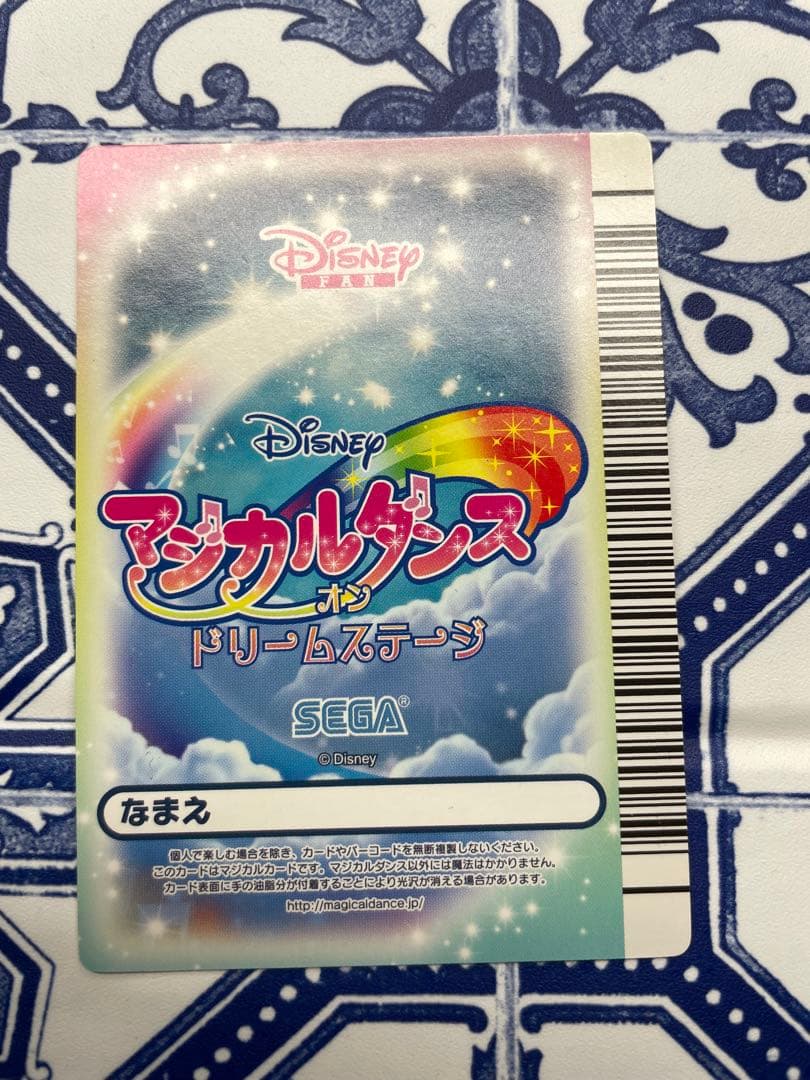 Disney
FAN
Disney
マジカルダンス
オン
ドリームステージ
SEGA®
© Disney
なまえ
個人で楽しむ場合を除き、カードやバーコードを無断複製しないください。
このカードはマジカルカードです。マジカルダンス以外には魔法はかかりません。
カード表面に手の油脂分が付着することにより光沢が消える場合があります。
http://magicaldance.jp/